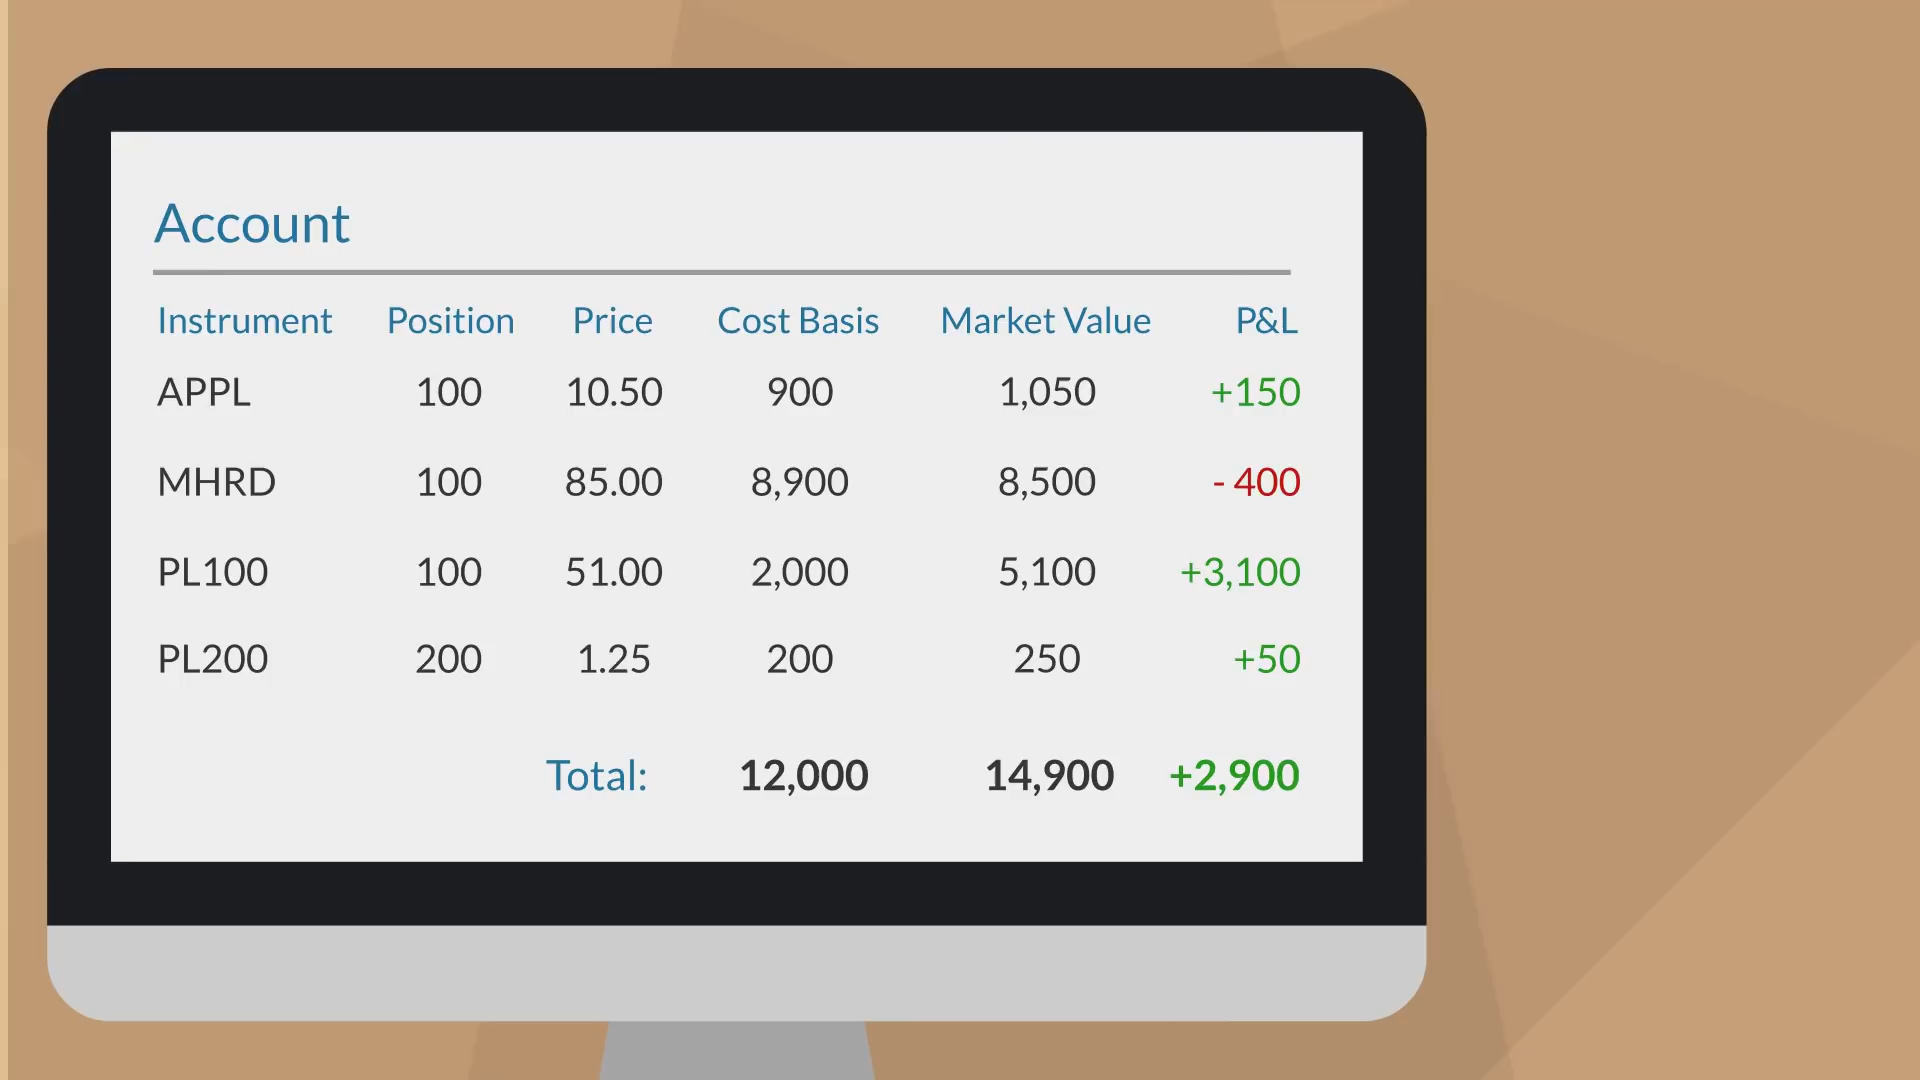 Account
Instrument Position Price Cost Basis Market Value P&L
APPL 100 10.50 900 1,050 +150
MHRD 100 85.00 8,900 8,500 - 400
PL100 100 51.00 2,000 5,100 +3,100
PL200 200 1.25 200 250 +50
Total: 12,000 14,900 +2,900